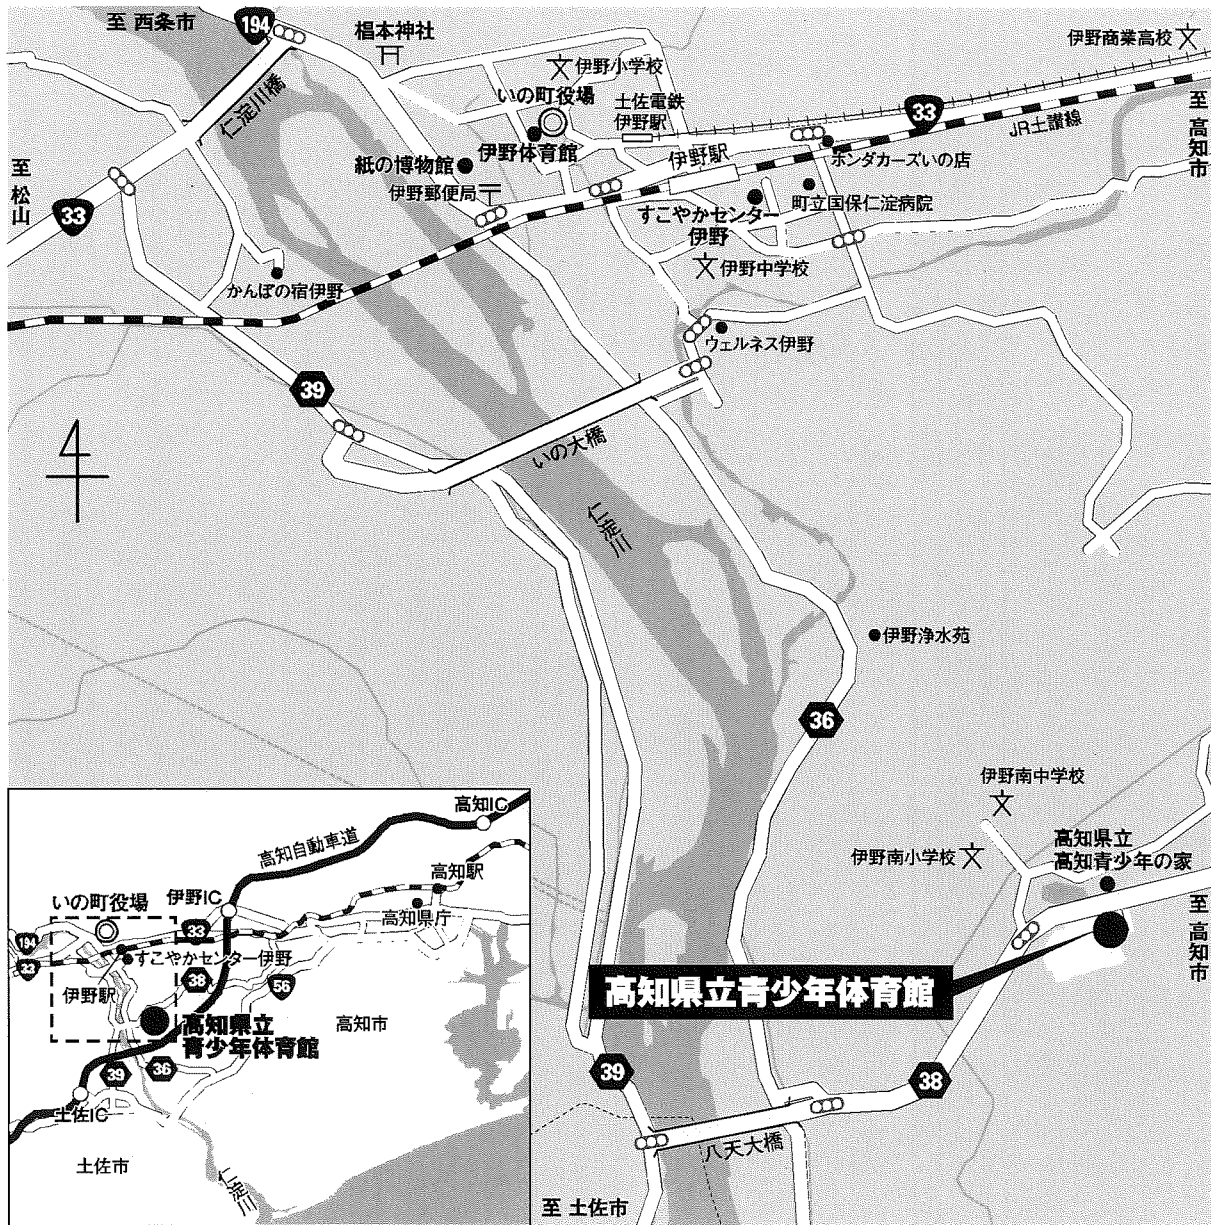 至 西条市
194
椙本神社
伊野小学校
伊野商業高校
いの町役場
土佐電鉄
伊野駅
33
至 高知市
仁淀川橋
伊野体育館
JR土讃線
紙の博物館
伊野駅
ホンダカーズいの店
至 松山
33
伊野郵便局
すこやかセンター
伊野
町立国保仁淀病院
伊野中学校
かんぽの宿伊野
ウェルネス伊野
39
いの大橋
仁淀川
伊野浄水苑
36
伊野南中学校
伊野南小学校
高知県立
高知青少年の家
至 高知市
高知県立青少年体育館
39
38
八天大橋
至 土佐市
高知IC
高知自動車道
高知駅
いの町役場
伊野IC
高知県庁
194
33
33
すこやかセンター伊野
伊野駅
38
56
高知県立
青少年体育館
高知市
39
36
土佐IC
土佐市
仁淀川